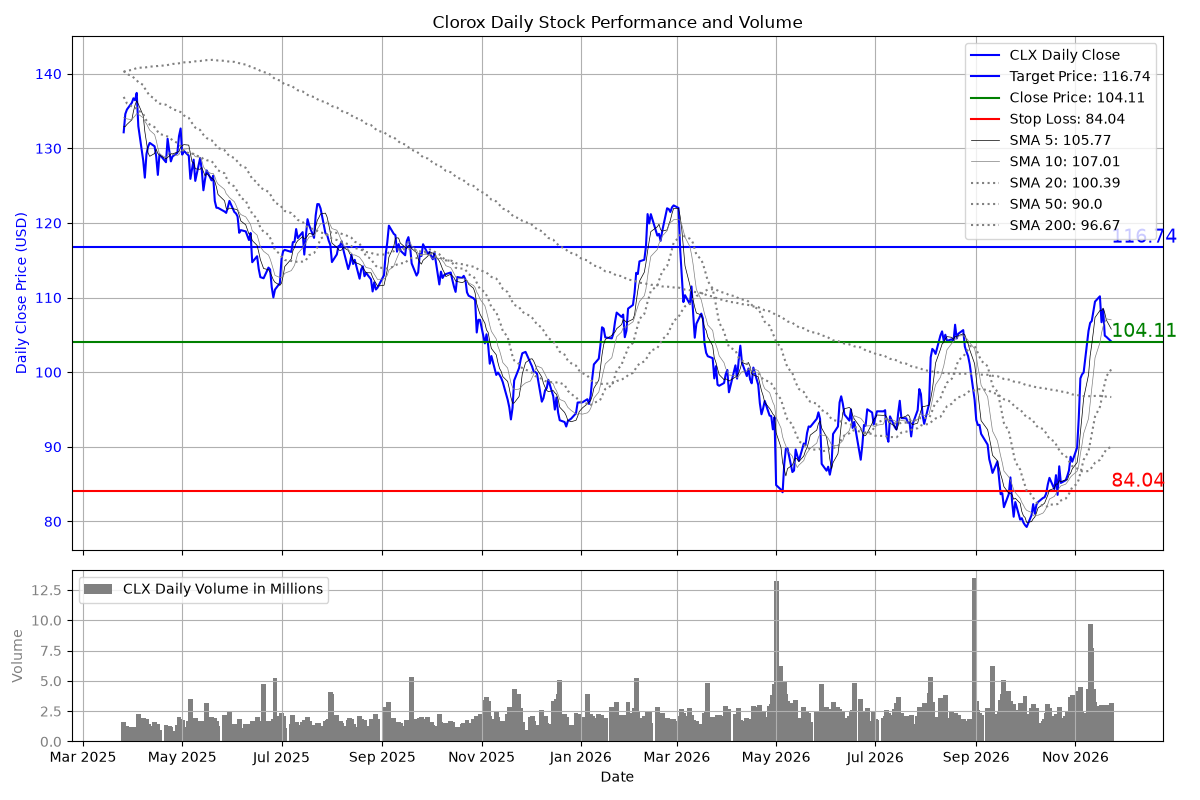 Clorox Daily Stock Performance and Volume
Daily Close Price (USD)
140
130
120
110
100
90
80
CLX Daily Close
Target Price: 116.74
Close Price: 104.11
Stop Loss: 84.04
SMA 5: 105.77
SMA 10: 107.01
SMA 20: 100.39
SMA 50: 90.0
SMA 200: 96.67
116.74
104.11
84.04
Volume
12.5
10.0
7.5
5.0
2.5
0.0
CLX Daily Volume in Millions
Mar 2025
May 2025
Jul 2025
Sep 2025
Nov 2025
Jan 2026
Mar 2026
May 2026
Jul 2026
Sep 2026
Nov 2026
Date